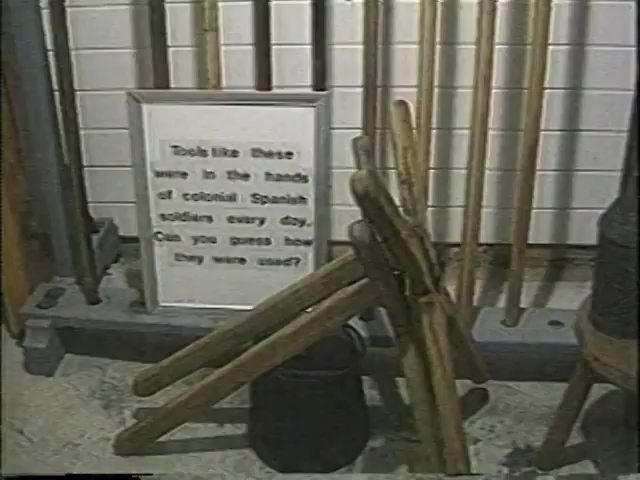 Tools like these
were in the hands
of colonial Spanish
soldiers every day.
Can you guess how
they were used?